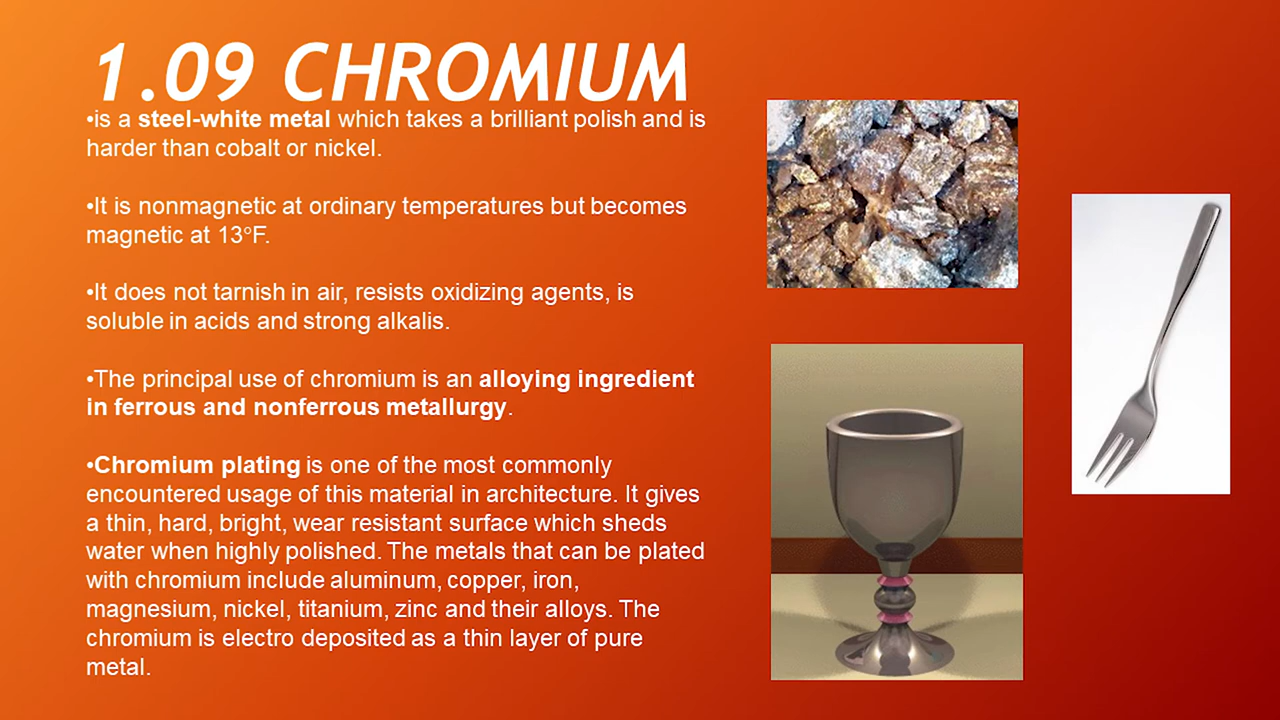 1.09 CHROMIUM
•is a steel-white metal which takes a brilliant polish and is
harder than cobalt or nickel.
•It is nonmagnetic at ordinary temperatures but becomes
magnetic at 13°F.
•It does not tarnish in air, resists oxidizing agents, is
soluble in acids and strong alkalis.
•The principal use of chromium is an alloying ingredient
in ferrous and nonferrous metallurgy.
•Chromium plating is one of the most commonly
encountered usage of this material in architecture. It gives
a thin, hard, bright, wear resistant surface which sheds
water when highly polished. The metals that can be plated
with chromium include aluminum, copper, iron,
magnesium, nickel, titanium, zinc and their alloys. The
chromium is electro deposited as a thin layer of pure
metal.